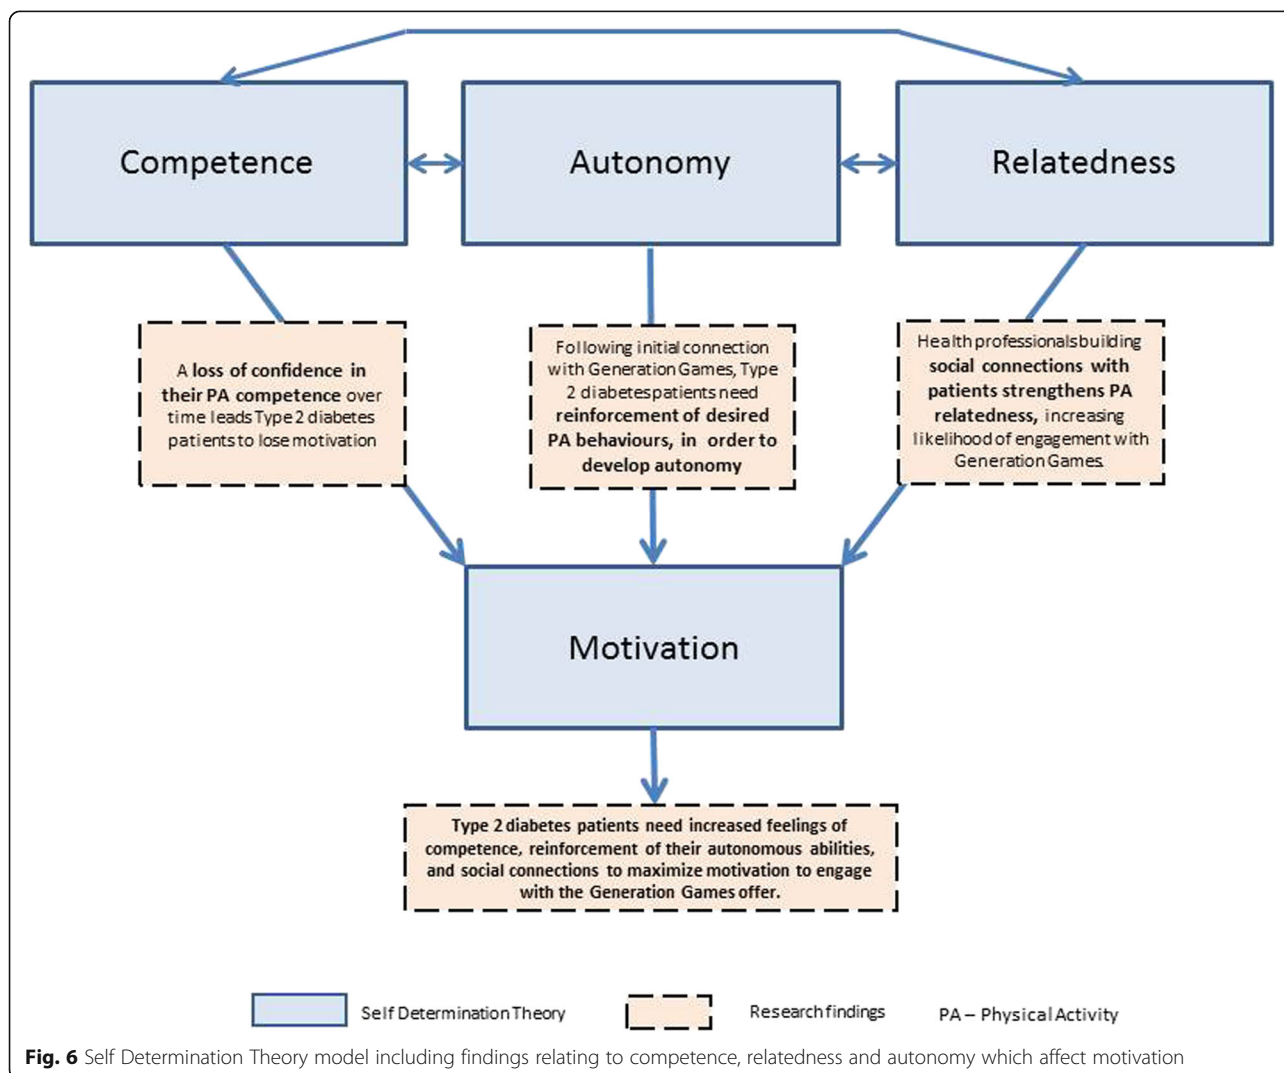 Competence
Autonomy
Relatedness
A loss of confidence in
their PA competence over
time leads Type 2 diabetes
patients to lose motivation
Following initial connection
with Generation Games, Type
2 diabetes patients need
reinforcement of desired
PA behaviours, in order to
develop autonomy
Health professionals building
social connections with
patients strengthens PA
relatedness, increasing
likelihood of engagement with
Generation Games.
Motivation
Type 2 diabetes patients need increased feelings of
competence, reinforcement of their autonomous abilities,
and social connections to maximize motivation to engage
with the Generation Games offer.
Self Determination Theory
Research findings
PA – Physical Activity
Fig. 6 Self Determination Theory model including findings relating to competence, relatedness and autonomy which affect motivation